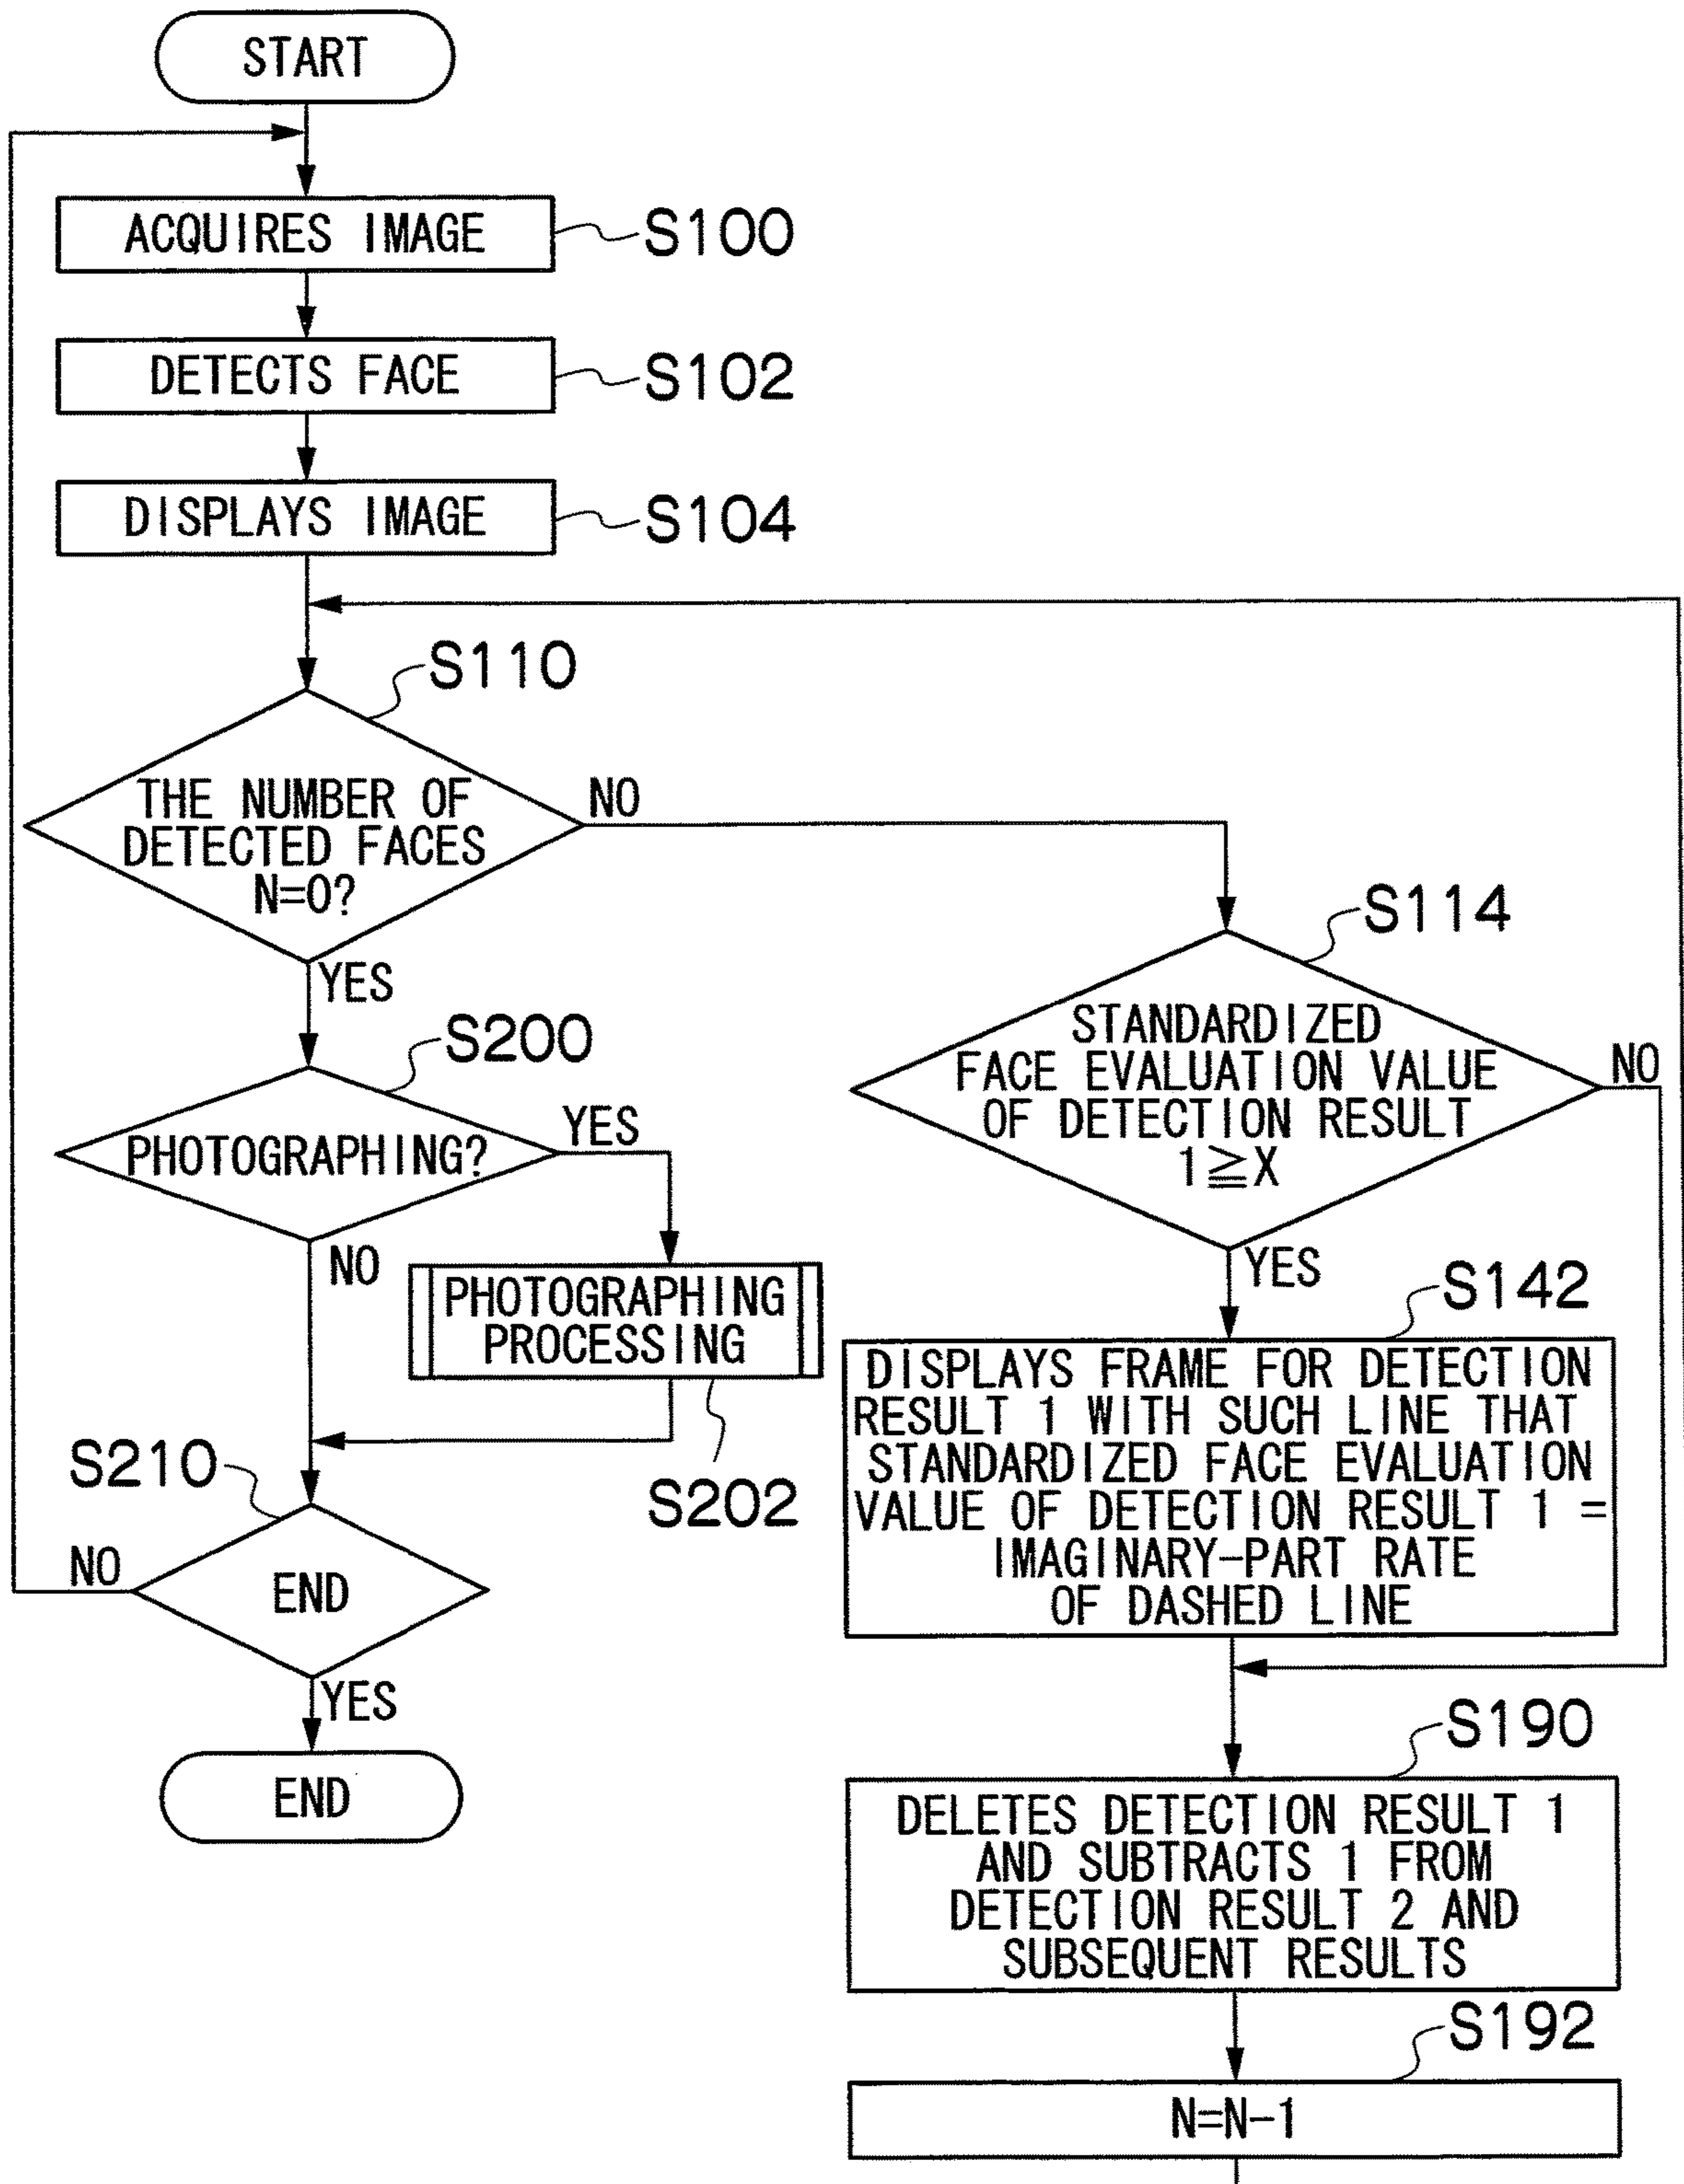 START
ACQUIRES IMAGE
S100
DETECTS FACE
S102
DISPLAYS IMAGE
S104
S110
THE NUMBER OF
DETECTED FACES
N=0?
NO
YES
S114
STANDARDIZED
FACE EVALUATION VALUE
OF DETECTION RESULT
1≧X
NO
YES
S200
PHOTOGRAPHING?
YES
NO
PHOTOGRAPHING
PROCESSING
S202
S142
DISPLAYS FRAME FOR DETECTION
RESULT 1 WITH SUCH LINE THAT
STANDARDIZED FACE EVALUATION
VALUE OF DETECTION RESULT 1 =
IMAGINARY-PART RATE
OF DASHED LINE
S210
END
NO
YES
END
S190
DELETES DETECTION RESULT 1
AND SUBTRACTS 1 FROM
DETECTION RESULT 2 AND
SUBSEQUENT RESULTS
S192
N=N-1